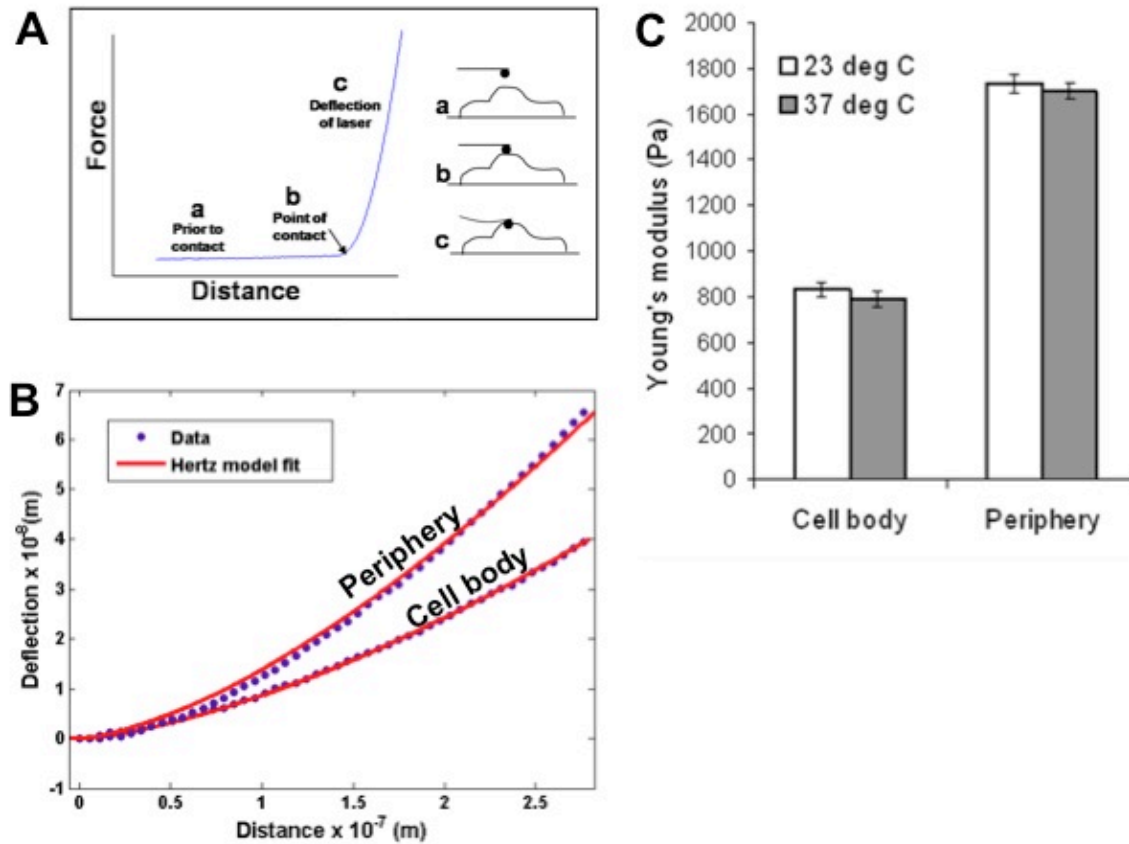 A
Force
c
Deflection
of laser
a
Prior to
contact
b
Point of
contact
Distance
a
b
c
B
Deflection x 10⁻⁸(m)
7
6
5
4
3
2
1
0
-1
Data
Hertz model fit
Periphery
Cell body
0 0.5 1 1.5 2 2.5
Distance x 10⁻⁷ (m)
C
Young's modulus (Pa)
2000
1800
1600
1400
1200
1000
800
600
400
200
0
23 deg C
37 deg C
Cell body Periphery